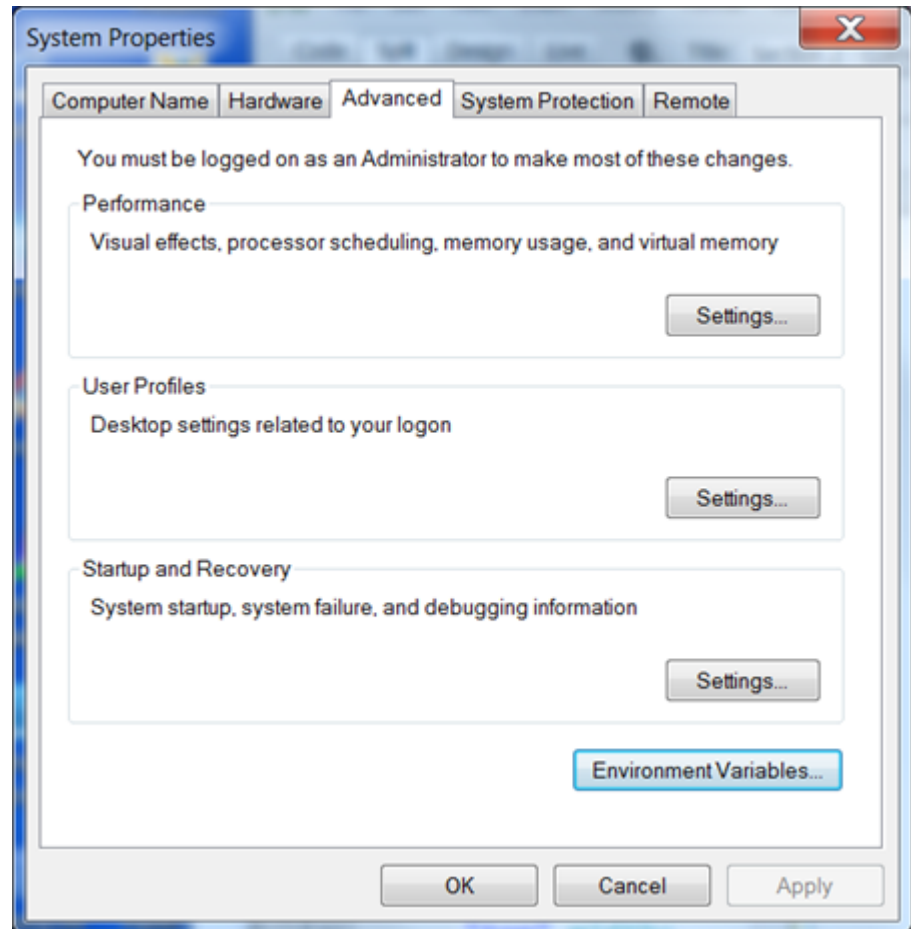 System Properties
Computer Name
Hardware
Advanced
System Protection
Remote
You must be logged on as an Administrator to make most of these changes.
Performance
Visual effects, processor scheduling, memory usage, and virtual memory
Settings...
User Profiles
Desktop settings related to your logon
Settings...
Startup and Recovery
System startup, system failure, and debugging information
Settings...
Environment Variables...
OK
Cancel
Apply